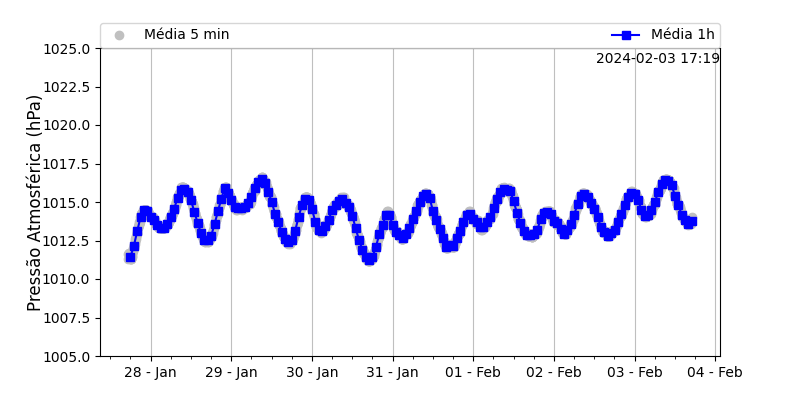 Média 5 min
Média 1h
2024-02-03 17:19
Pressão Atmosférica (hPa)
1025.0
1022.5
1020.0
1017.5
1015.0
1012.5
1010.0
1007.5
1005.0
28 - Jan
29 - Jan
30 - Jan
31 - Jan
01 - Feb
02 - Feb
03 - Feb
04 - Feb